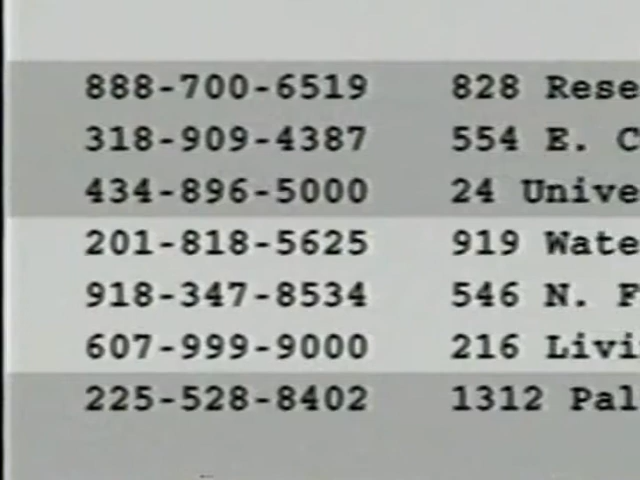 888-700-6519 828 Rese
318-909-4387 554 E. C
434-896-5000 24 Unive
201-818-5625 919 Wate
918-347-8534 546 N. F
607-999-9000 216 Livi
225-528-8402 1312 Pal